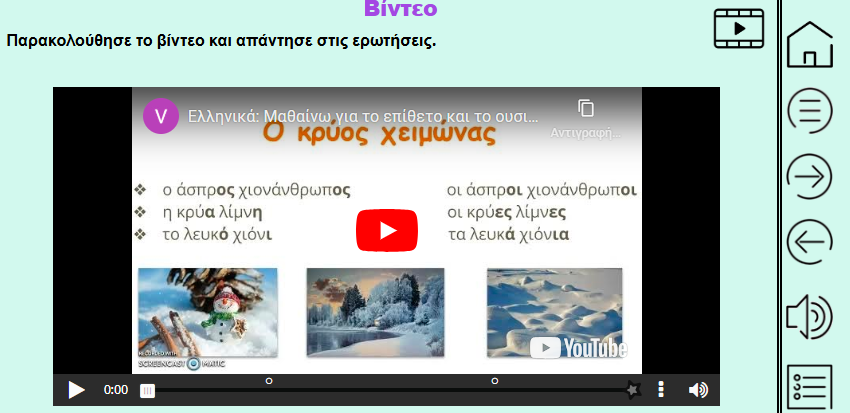 Βίντεο
Παρακολούθησε το βίντεο και απάντησε στις ερωτήσεις.
V Ελληνικά: Μαθαίνω για το επίθετο και το ουσι...
Αντιγραφή...
Ο κρύος χειμώνας
❖ ο άσπρος χιονάνθρωπος οι άσπροι χιονάνθρωποι
❖ η κρύα λίμνη οι κρύες λίμνες
❖ το λευκό χιόνι τα λευκά χιόνια
RECORDED WITH
SCREENCAST MATIC
YouTube
0:00